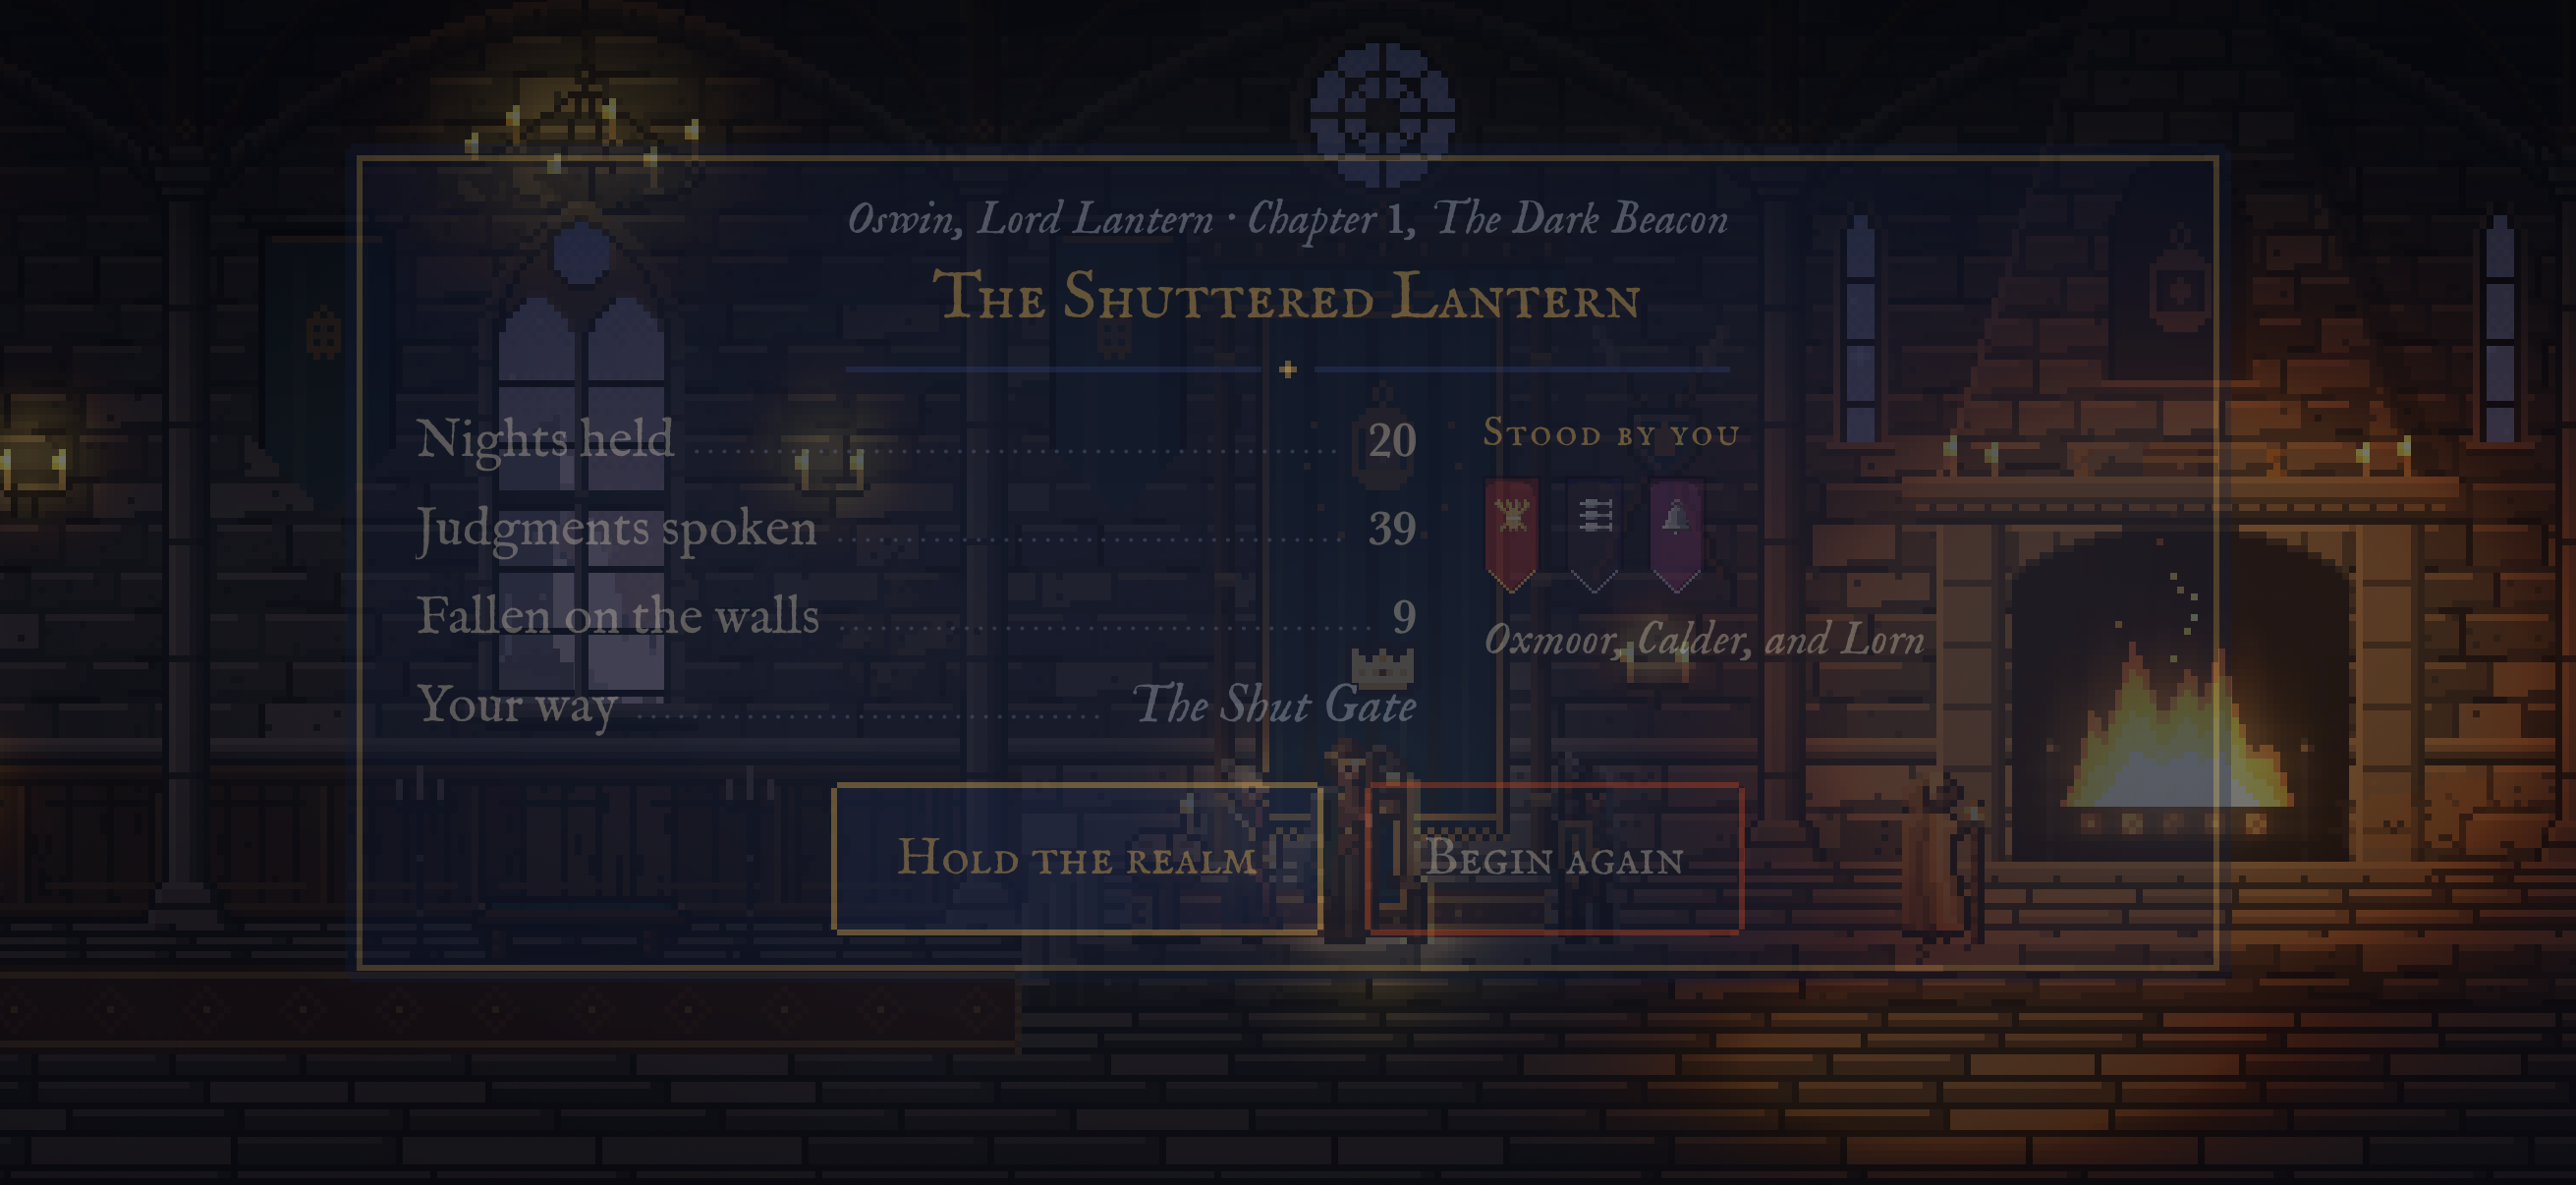 Oswin, Lord Lantern · Chapter 1, The Dark Beacon
The Shuttered Lantern
Nights held 20
Judgments spoken 39
Fallen on the walls 9
Your way The Shut Gate
Stood by you
Oxmoor, Calder, and Lorn
Hold the realm
Begin again